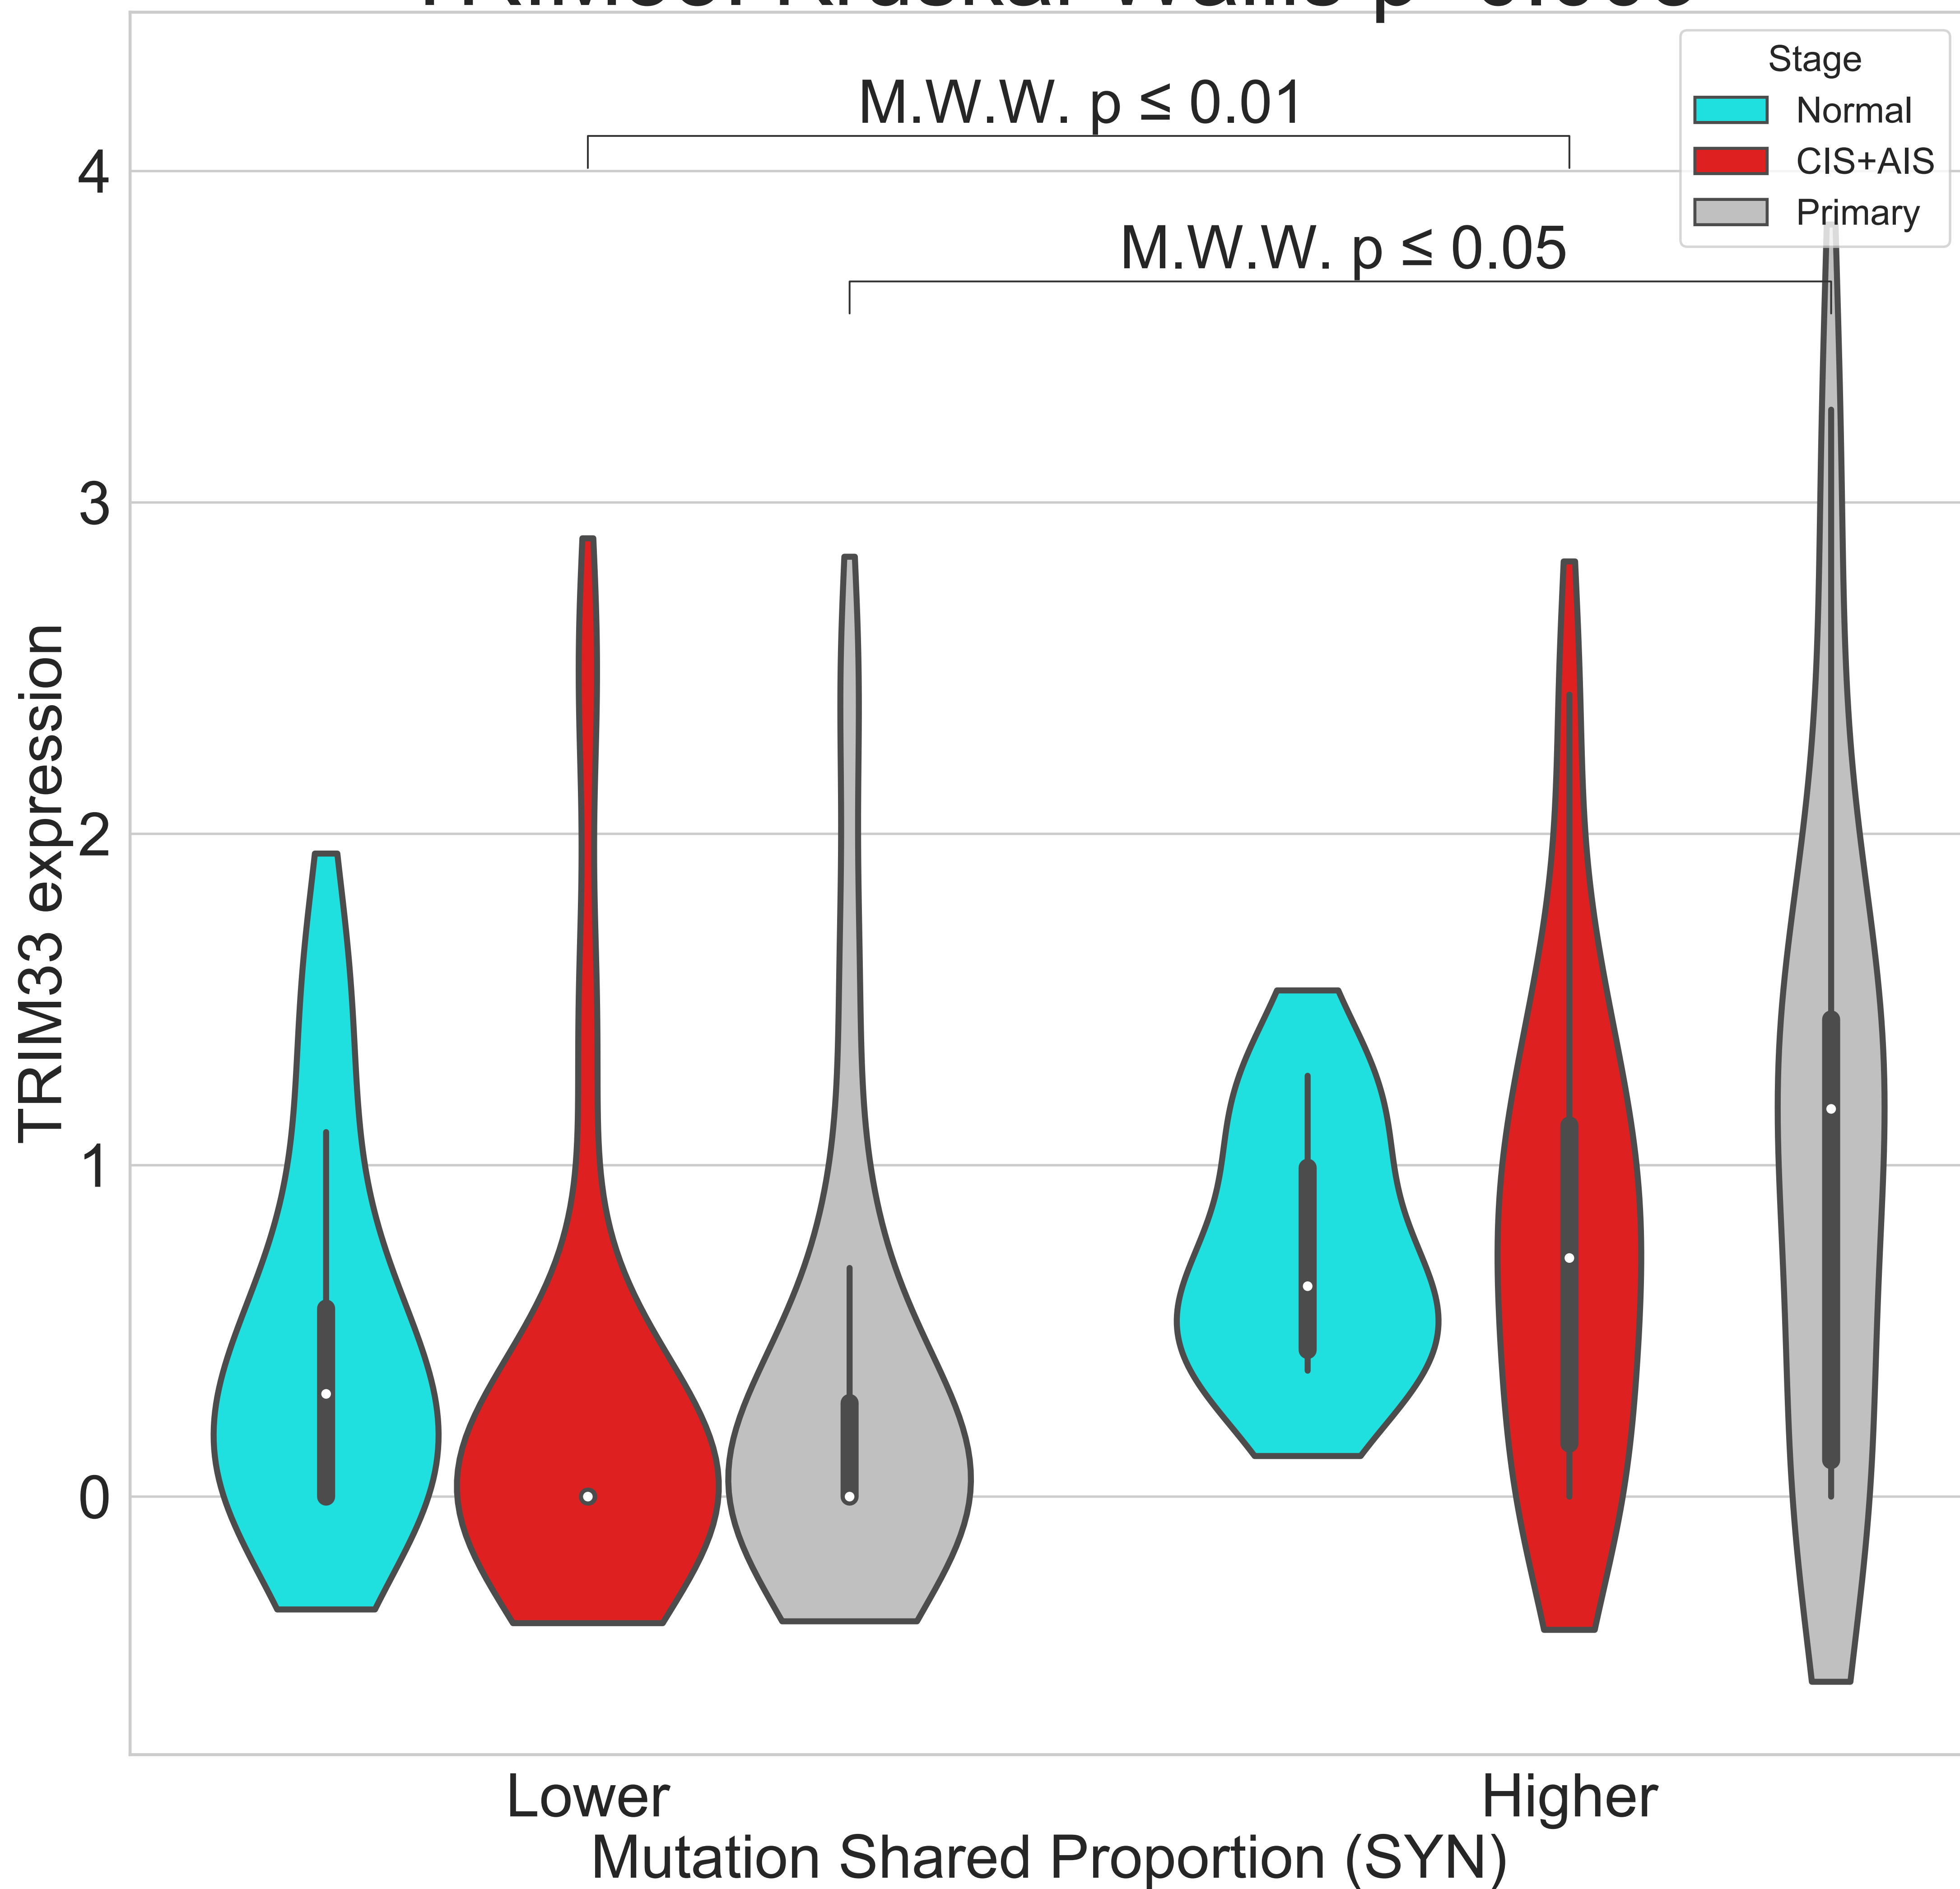 M.W.W. p ≤ 0.01
M.W.W. p ≤ 0.05
Stage
Normal
CIS+AIS
Primary
4
3
2
1
0
TRIM33 expression
Lower
Higher
Mutation Shared Proportion (SYN)